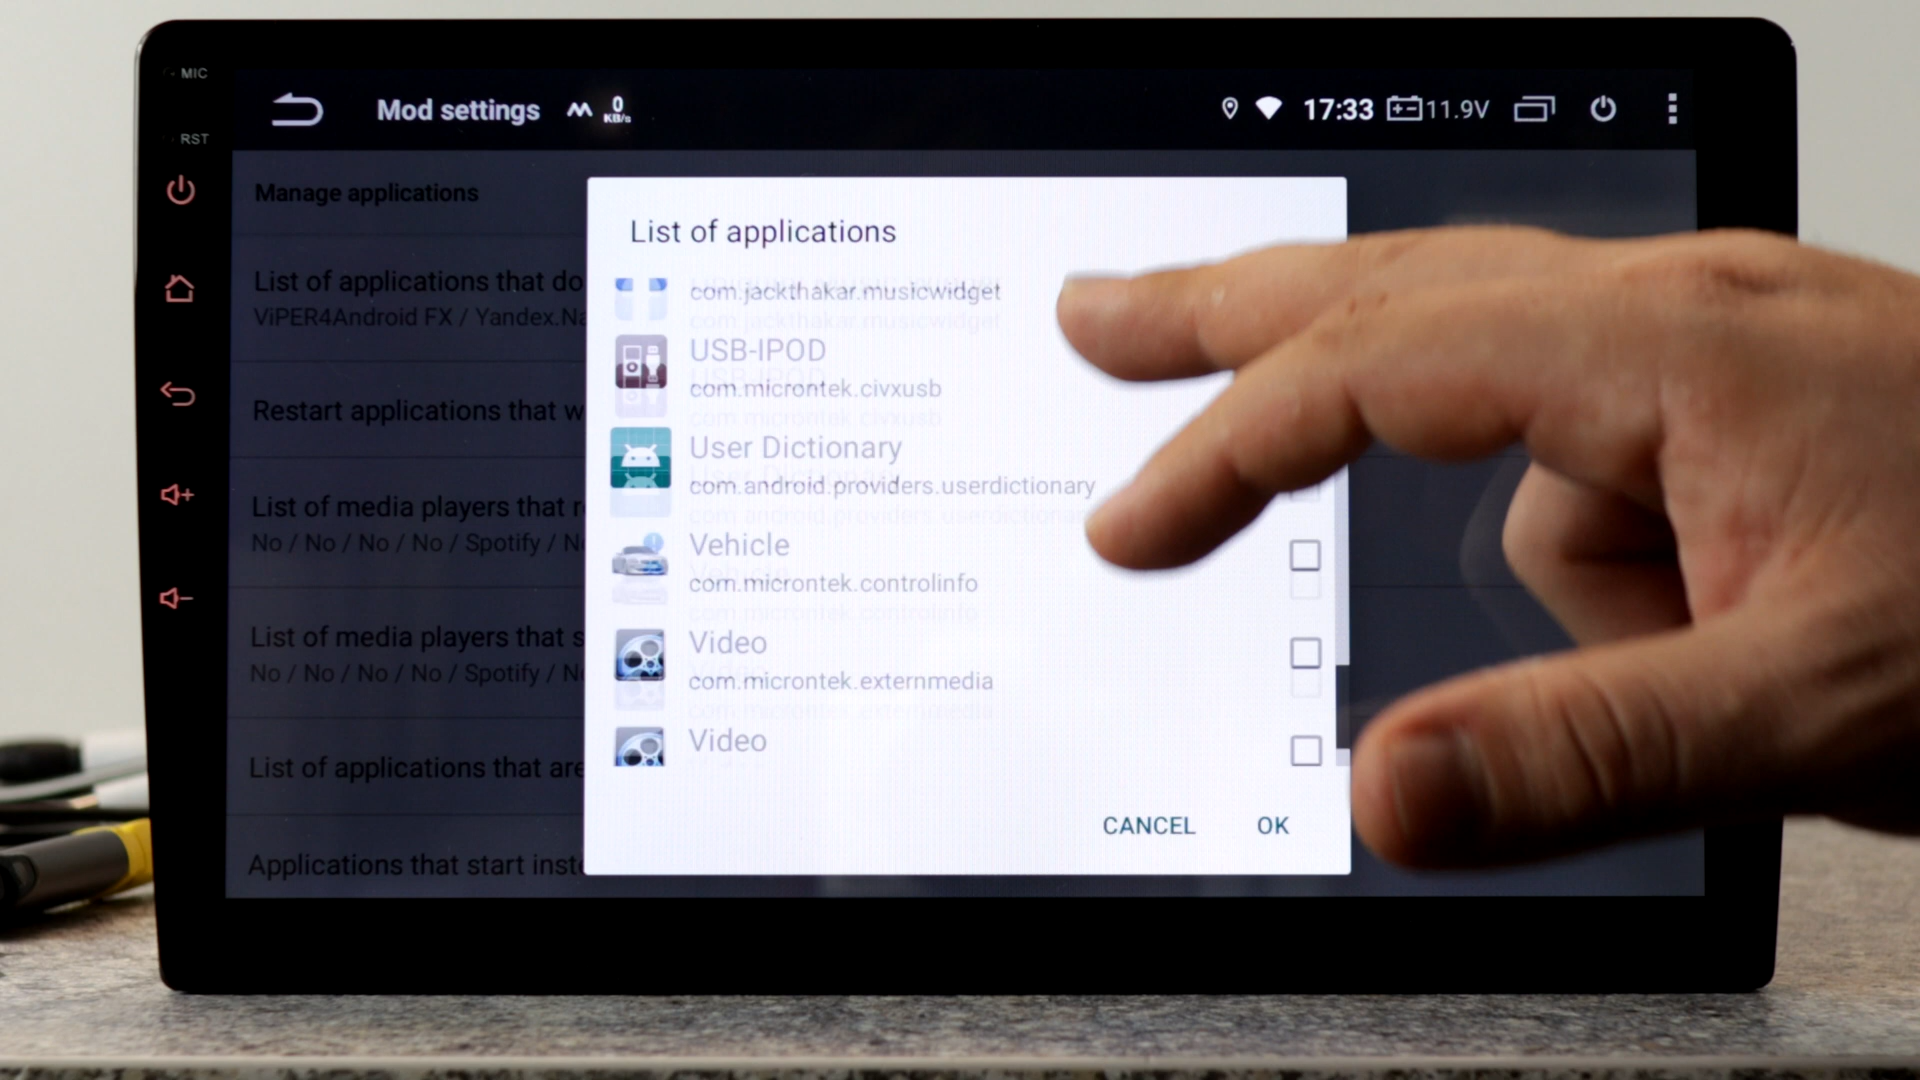 MIC
RST
Mod settings
0
KB/s
17:33
11.9V
Manage applications
List of applications that do
ViPER4Android FX / Yandex.Na
Restart applications that w
List of media players that r
No / No / No / No / Spotify / N
List of media players that s
No / No / No / No / Spotify / N
List of applications that are
Applications that start inste
List of applications
com.jackthakar.musicwidget
USB-IPOD
com.microntek.civxusb
User Dictionary
com.android.providers.userdictionary
Vehicle
com.microntek.controlinfo
Video
com.microntek.externmedia
Video
CANCEL
OK